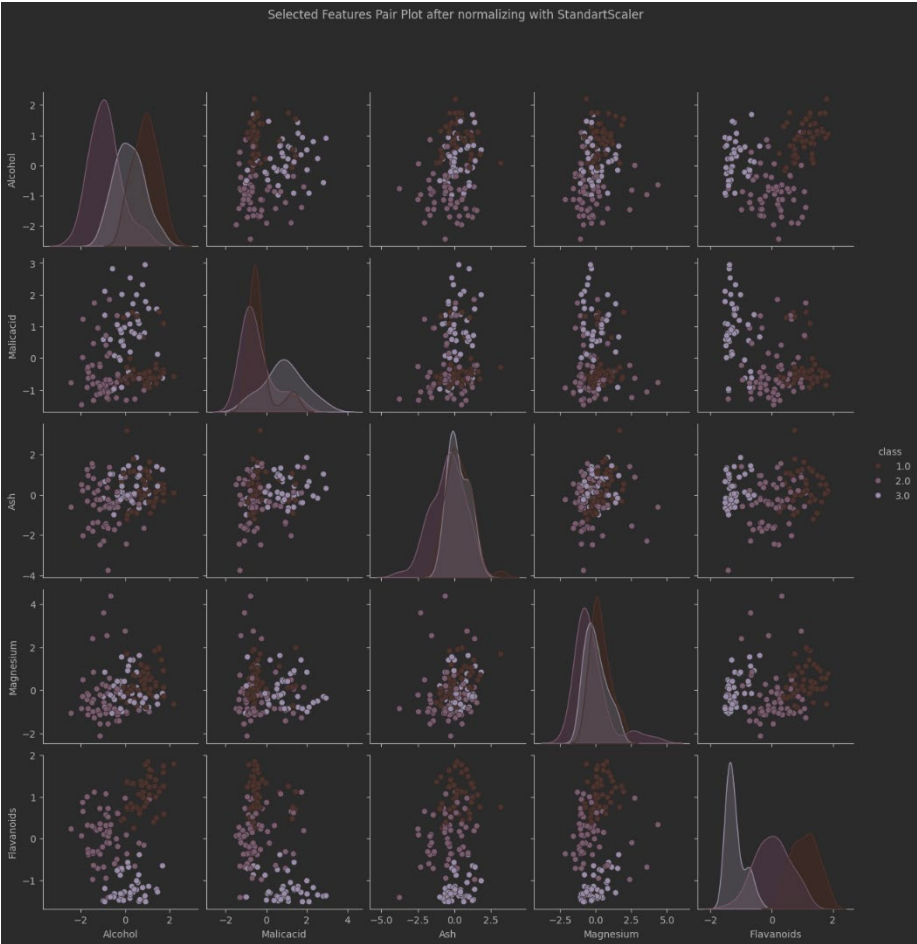 Selected Features Pair Plot after normalizing with StandartScaler
2
1
0
−1
−2
Alcohol
3
2
1
0
−1
Malicacid
2
0
−2
−4
Ash
class
1.0
2.0
3.0
4
2
0
−2
Magnesium
2
1
0
−1
Flavanoids
−2 0 2
−2 0 2 4
−5.0 −2.5 0.0 2.5
−2.5 0.0 2.5 5.0
−2 0 2
Alcohol
Malicacid
Ash
Magnesium
Flavanoids